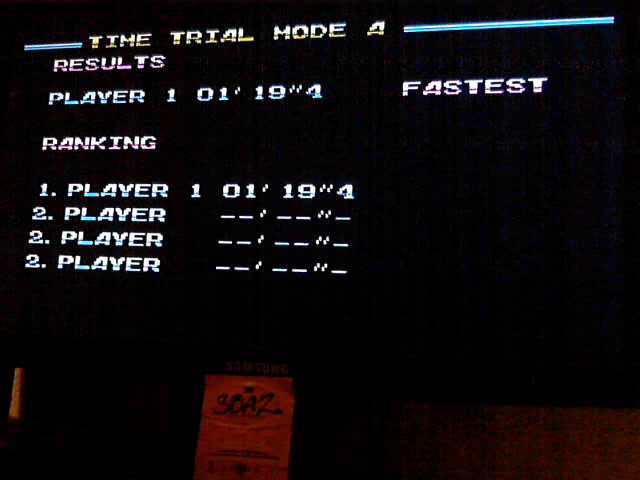 TIME TRIAL MODE A
RESULTS
PLAYER 1 01' 19"4
FASTEST
RANKING
1. PLAYER 1 01' 19"4
2. PLAYER --'--"-
2. PLAYER --'--"-
2. PLAYER --'--"-
SAMSUNG